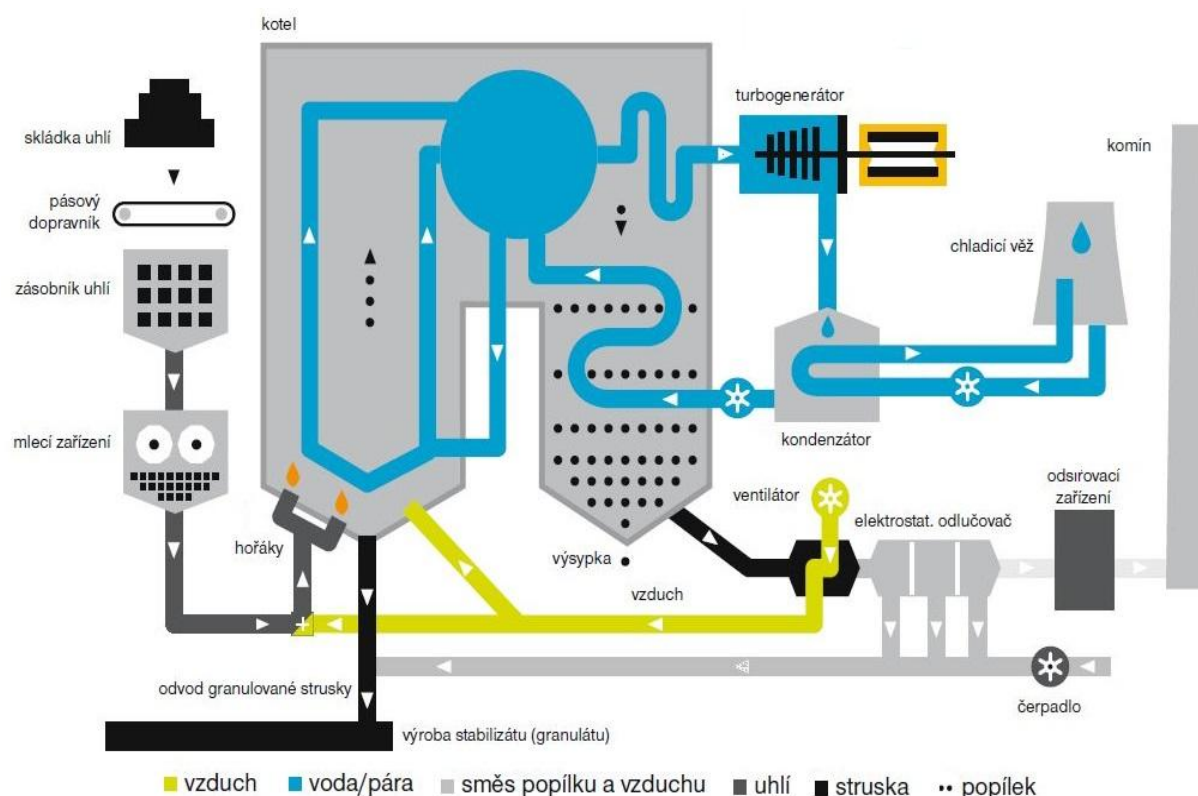 kotel
skládka uhlí
pásový
dopravník
zásobník uhlí
mlecí zařízení
hořáky
turbogenerátor
komín
chladicí věž
kondenzátor
ventilátor
odsiřovací
zařízení
elektrostat. odlučovač
výsypka
vzduch
odvod granulované strusky
čerpadlo
výroba stabilizátu (granulátu)
vzduch voda/pára směs popílku a vzduchu uhlí struska popílek